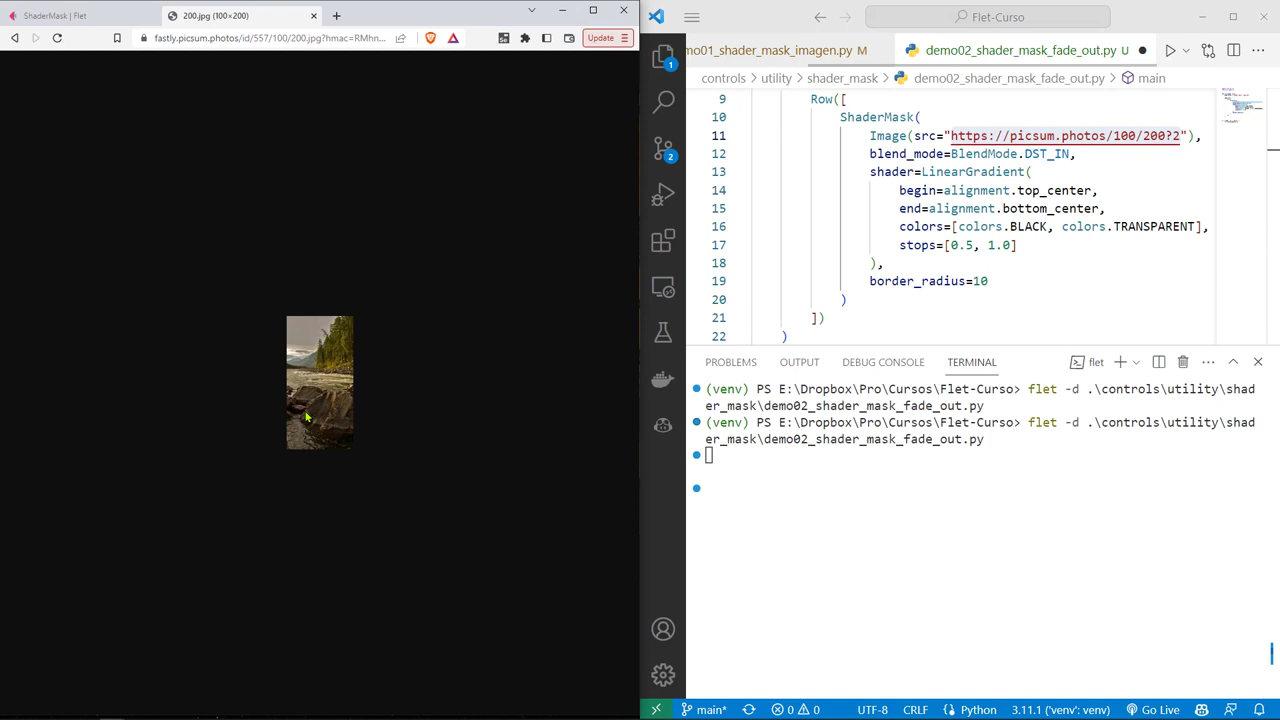 ShaderMask | Flet
200.jpg (100×200)
fastly.picsum.photos/557/100/200.jpg?hmac=RMhn...
Update
Flet-Curso
emo01_shader_mask_imagen.py M
demo02_shader_mask_fade_out.py U
controls > utility > shader_mask > demo02_shader_mask_fade_out.py > main
9 Row([
10 ShaderMask(
11 Image(src="https://picsum.photos/100/200?2"),
12 blend_mode=BlendMode.DST_IN,
13 shader=LinearGradient(
14 begin=alignment.top_center,
15 end=alignment.bottom_center,
16 colors=[colors.BLACK, colors.TRANSPARENT],
17 stops=[0.5, 1.0]
18 ),
19 border_radius=10
20 )
21 ])
22 )
1
2
PROBLEMS OUTPUT DEBUG CONSOLE TERMINAL
flet
(venv) PS E:\Dropbox\Pro\Cursos\Flet-Curso> flet -d .\controls\utility\shad
er_mask\demo02_shader_mask_fade_out.py
(venv) PS E:\Dropbox\Pro\Cursos\Flet-Curso> flet -d .\controls\utility\shad
er_mask\demo02_shader_mask_fade_out.py
main* 0 0 UTF-8 CRLF Python 3.11.1 ('venv': venv) Go Live